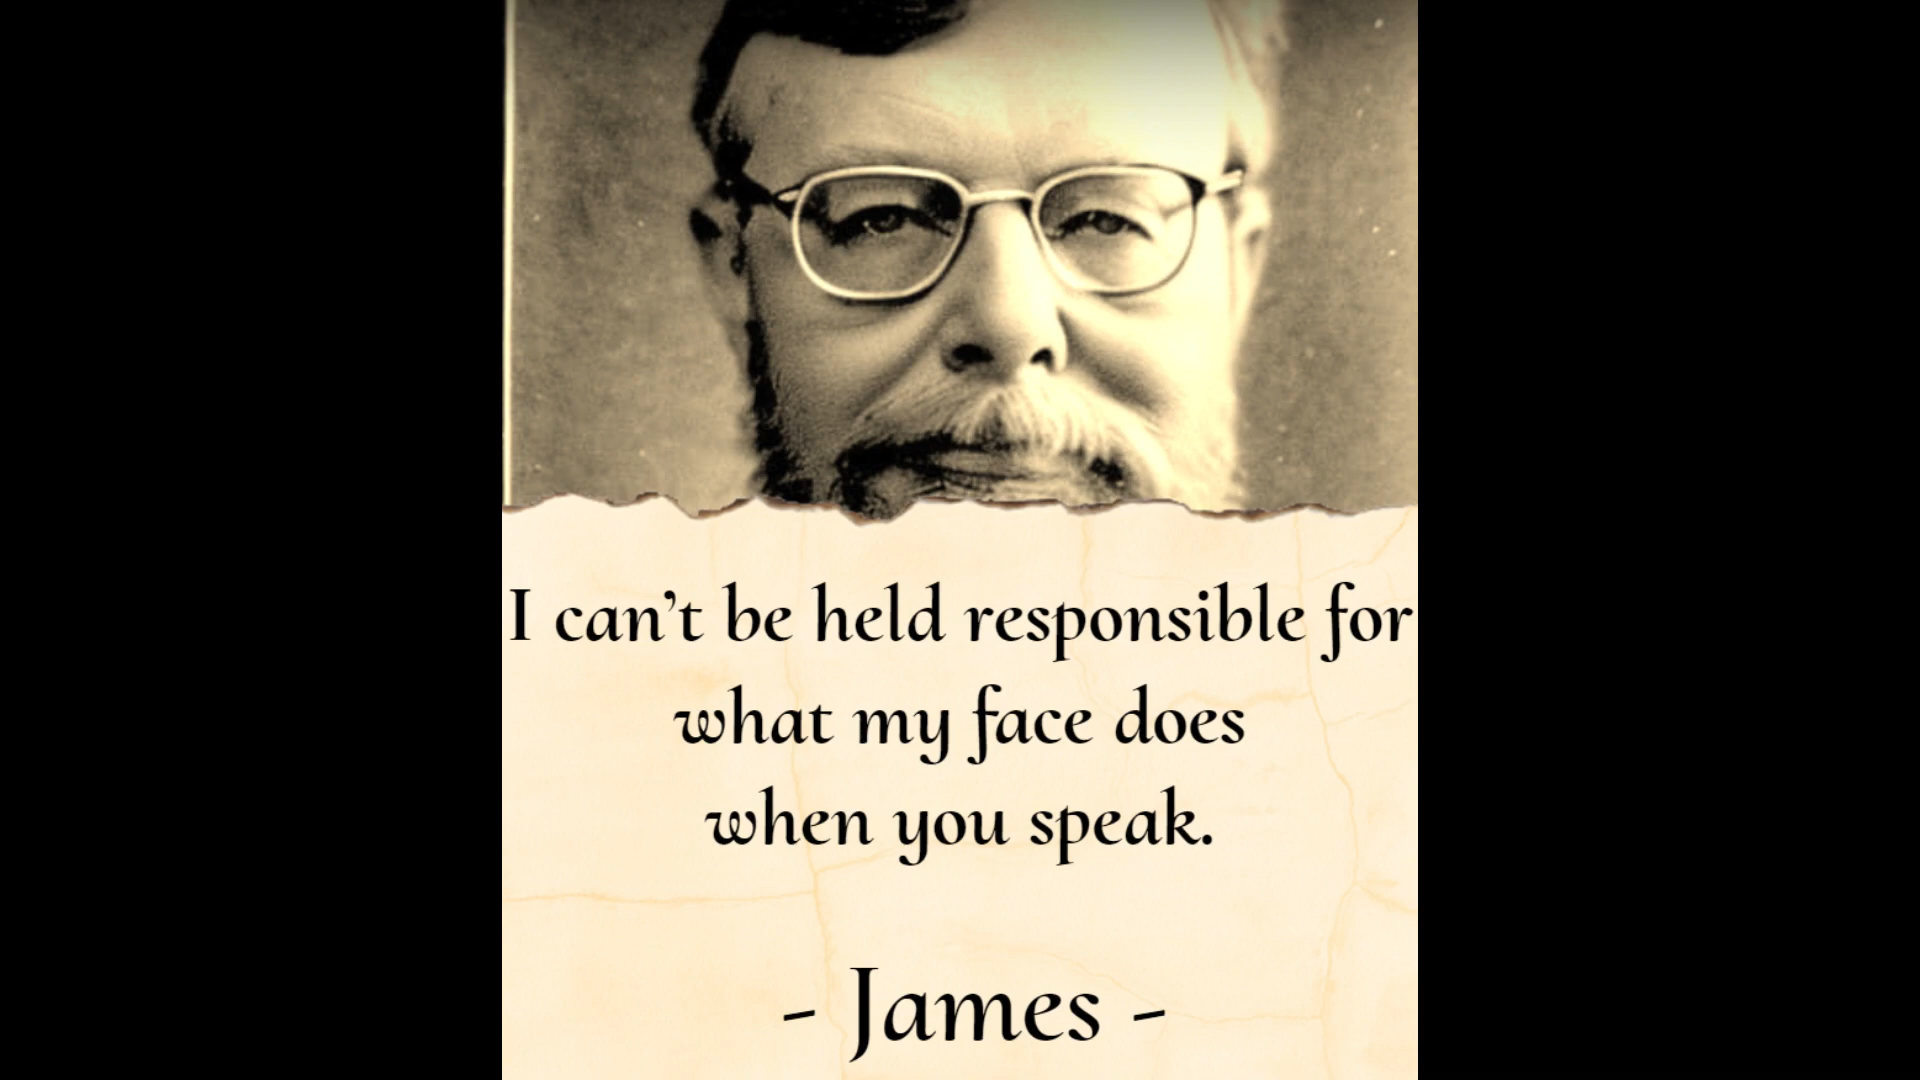 I can’t be held responsible for
what my face does
when you speak.
- James -